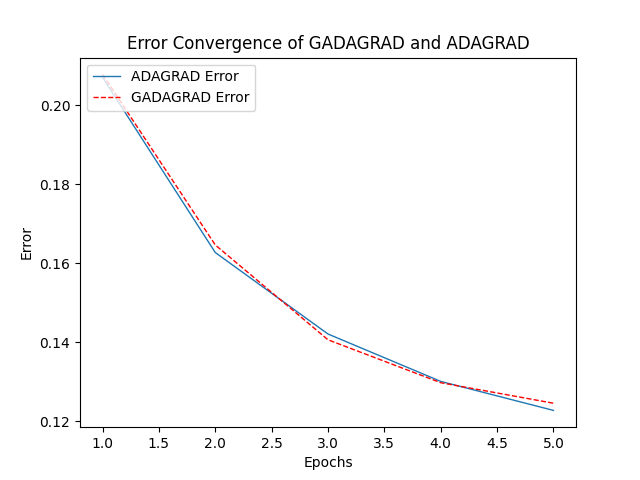 Error Convergence of GADAGRAD and ADAGRAD
ADAGRAD Error
GADAGRAD Error
0.20
0.18
0.16
0.14
0.12
Error
1.0 1.5 2.0 2.5 3.0 3.5 4.0 4.5 5.0
Epochs